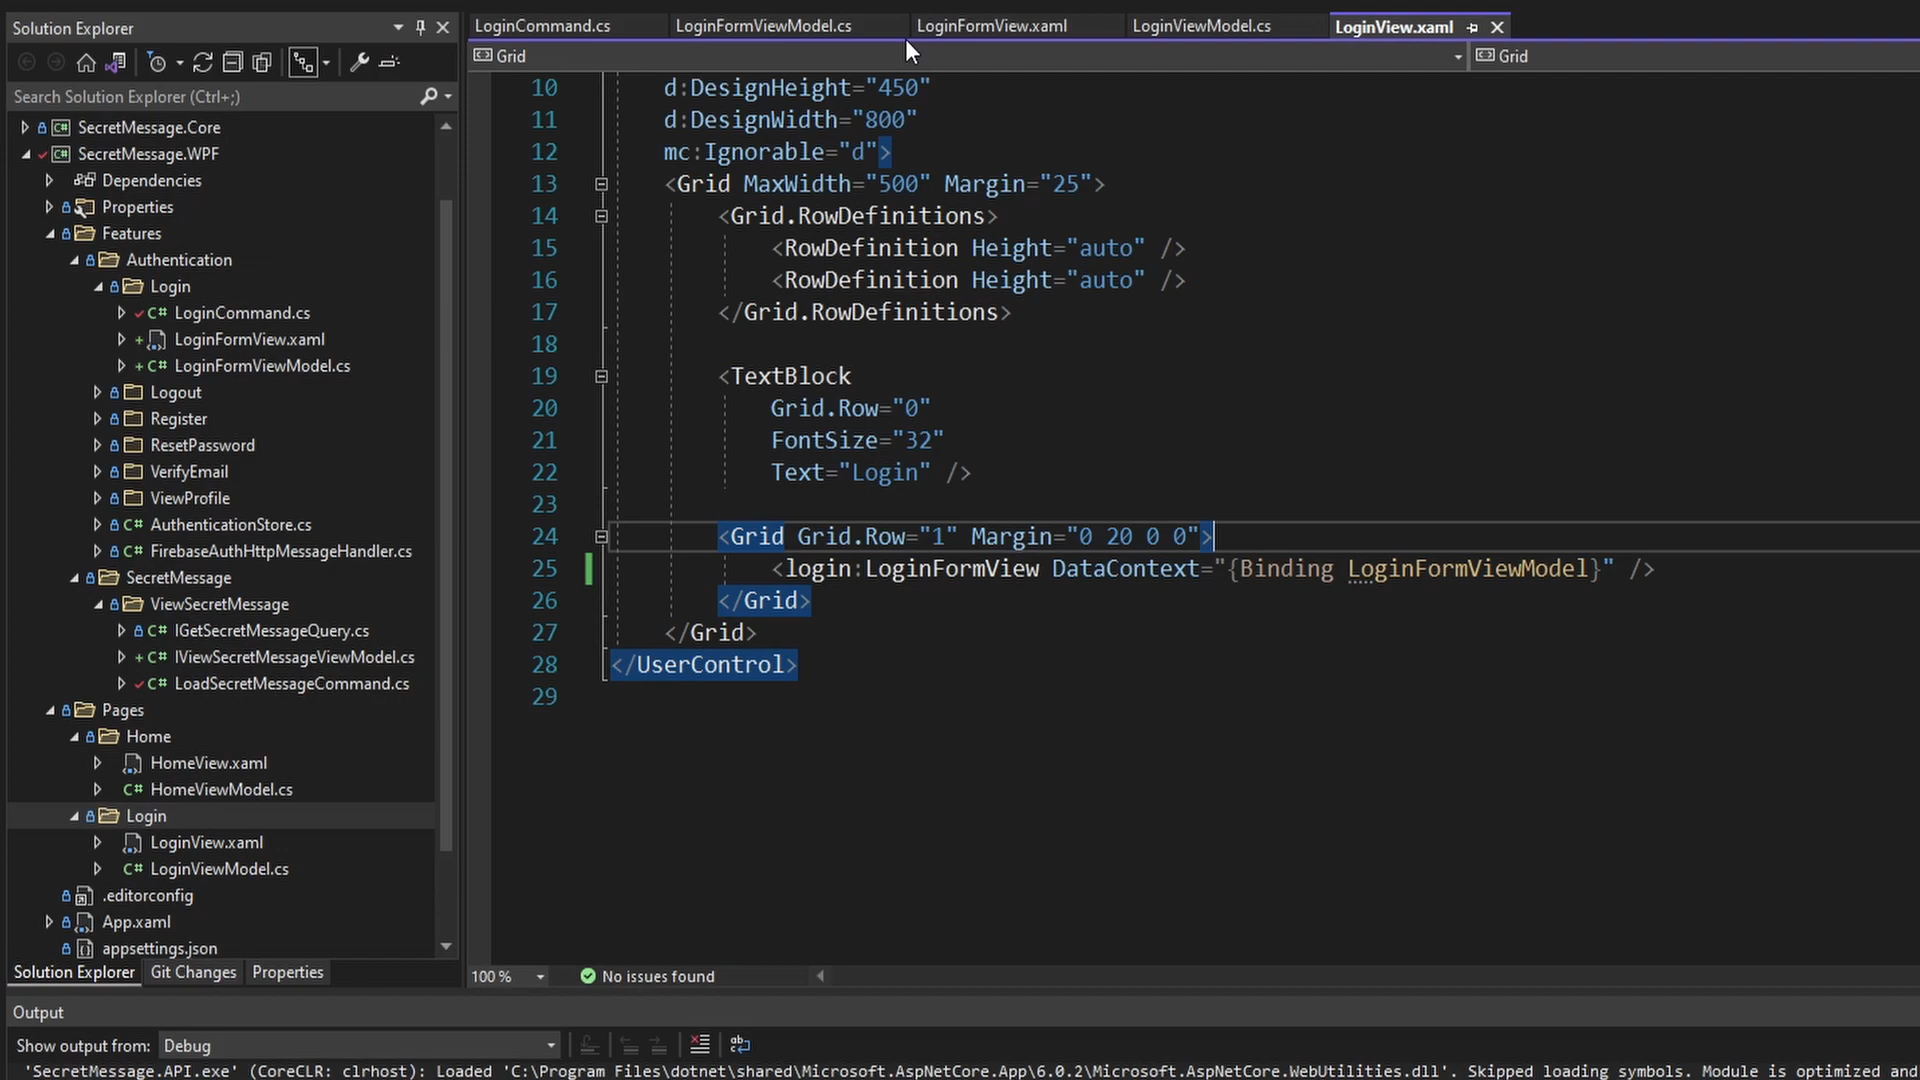 Solution Explorer
Search Solution Explorer (Ctrl+;)
C# SecretMessage.Core
C# SecretMessage.WPF
Dependencies
Properties
Features
Authentication
Login
C# LoginCommand.cs
LoginFormView.xaml
C# LoginFormViewModel.cs
Logout
Register
ResetPassword
VerifyEmail
ViewProfile
C# AuthenticationStore.cs
C# FirebaseAuthHttpMessageHandler.cs
SecretMessage
ViewSecretMessage
C# IGetSecretMessageQuery.cs
C# IViewSecretMessageViewModel.cs
C# LoadSecretMessageCommand.cs
Pages
Home
HomeView.xaml
C# HomeViewModel.cs
Login
LoginView.xaml
C# LoginViewModel.cs
.editorconfig
App.xaml
appsettings.json
Solution Explorer Git Changes Properties
LoginCommand.cs LoginFormViewModel.cs LoginFormView.xaml LoginViewModel.cs LoginView.xaml
Grid Grid
10 d:DesignHeight="450"
11 d:DesignWidth="800"
12 mc:Ignorable="d">
13 <Grid MaxWidth="500" Margin="25">
14 <Grid.RowDefinitions>
15 <RowDefinition Height="auto" />
16 <RowDefinition Height="auto" />
17 </Grid.RowDefinitions>
18
19 <TextBlock
20 Grid.Row="0"
21 FontSize="32"
22 Text="Login" />
23
24 <Grid Grid.Row="1" Margin="0 20 0 0">
25 <login:LoginFormView DataContext="{Binding LoginFormViewModel}" />
26 </Grid>
27 </Grid>
28 </UserControl>
29
100 % No issues found
Output
Show output from: Debug
'SecretMessage.API.exe' (CoreCLR: clrhost): Loaded 'C:\Program Files\dotnet\shared\Microsoft.AspNetCore.App\6.0.2\Microsoft.AspNetCore.WebUtilities.dll'. Skipped loading symbols. Module is optimized and